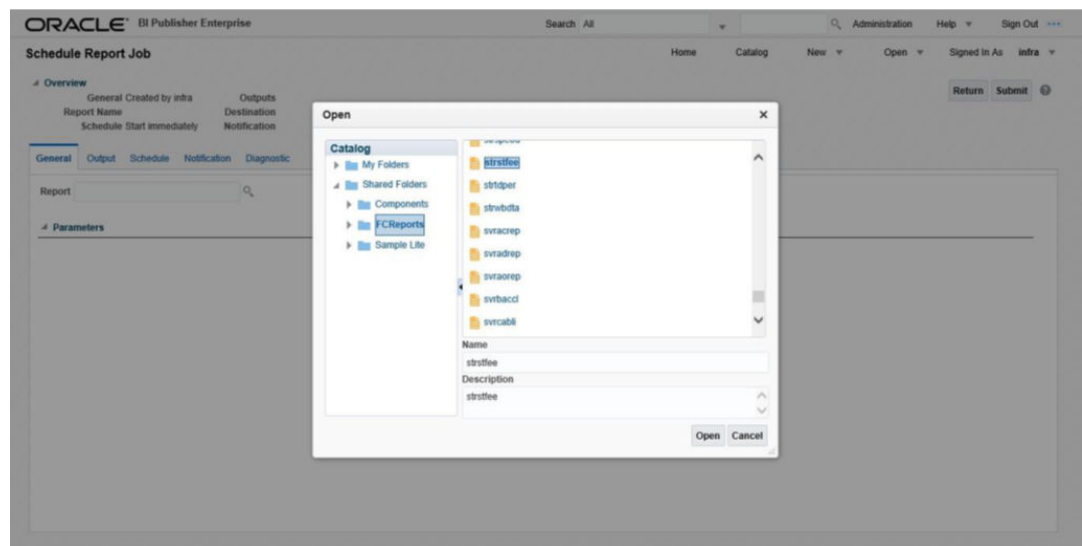 ORACLE BI Publisher Enterprise Search All Administration Help Sign Out
Schedule Report Job Home Catalog New Open Signed In As infra
Overview
General Created by infra Outputs
Report Name Destination
Schedule Start immediately Notification
Return Submit
General Output Schedule Notification Diagnostic
Report
Parameters
Open
Catalog
My Folders
Shared Folders
Components
FCReports
Sample Lite
strstfee
strtdper
strwbdta
svracrep
svradrep
svraorep
svrbaccl
svrcabli
Name
strstfee
Description
strstfee
Open Cancel